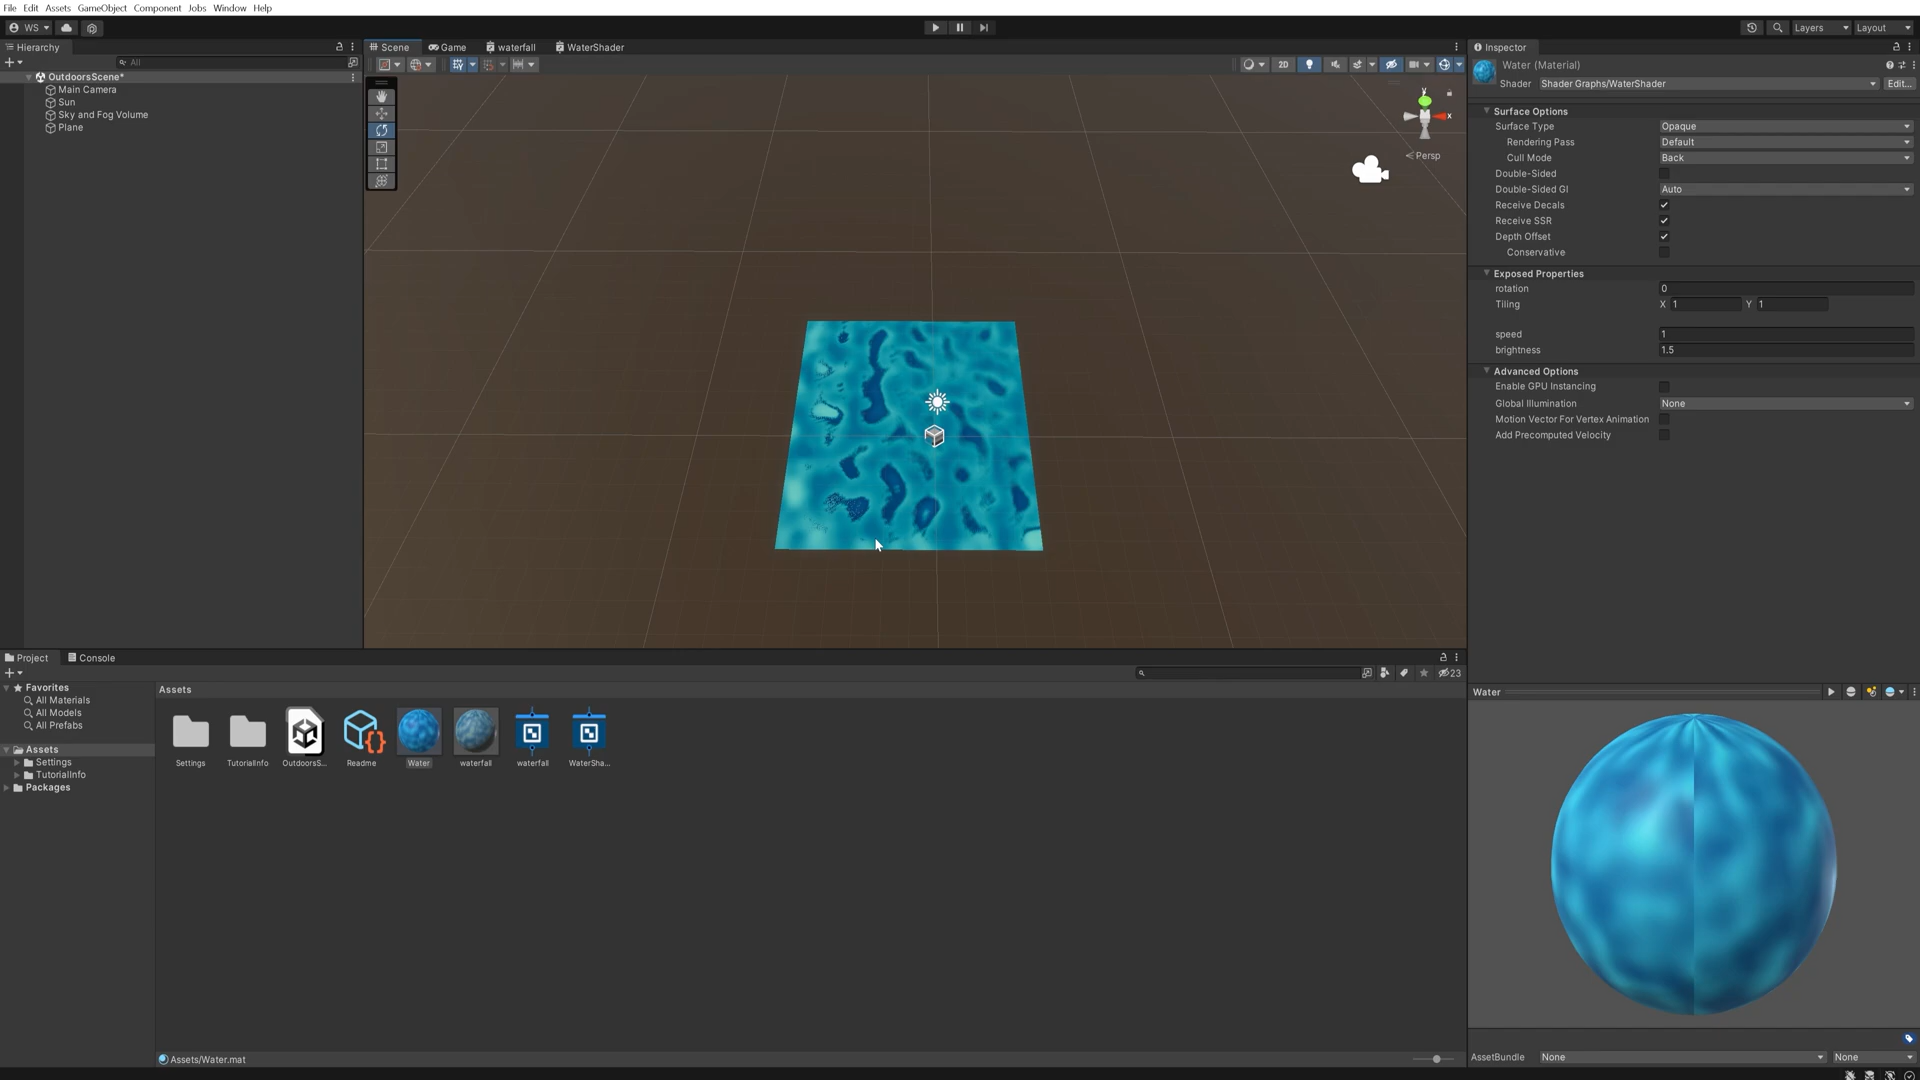 File Edit Assets GameObject Component Jobs Window Help
WS Layers Layout
Hierarchy
All
OutdoorsScene*
Main Camera
Sun
Sky and Fog Volume
Plane
Scene Game waterfall WaterShader
2D
y
x
Persp
Inspector
Water (Material)
Shader Shader Graphs/WaterShader Edit...
Surface Options
Surface Type Opaque
Rendering Pass Default
Cull Mode Back
Double-Sided
Double-Sided GI Auto
Receive Decals
Receive SSR
Depth Offset
Conservative
Exposed Properties
rotation 0
Tiling X 1 Y 1
speed 1
brightness 1.5
Advanced Options
Enable GPU Instancing
Global Illumination None
Motion Vector For Vertex Animation
Add Precomputed Velocity
Project Console
23
Favorites
All Materials
All Models
All Prefabs
Assets
Settings
TutorialInfo
Packages
Assets
Settings TutorialInfo OutdoorsS... Readme Water waterfall waterfall WaterSha...
Assets/Water.mat
Water
AssetBundle None None